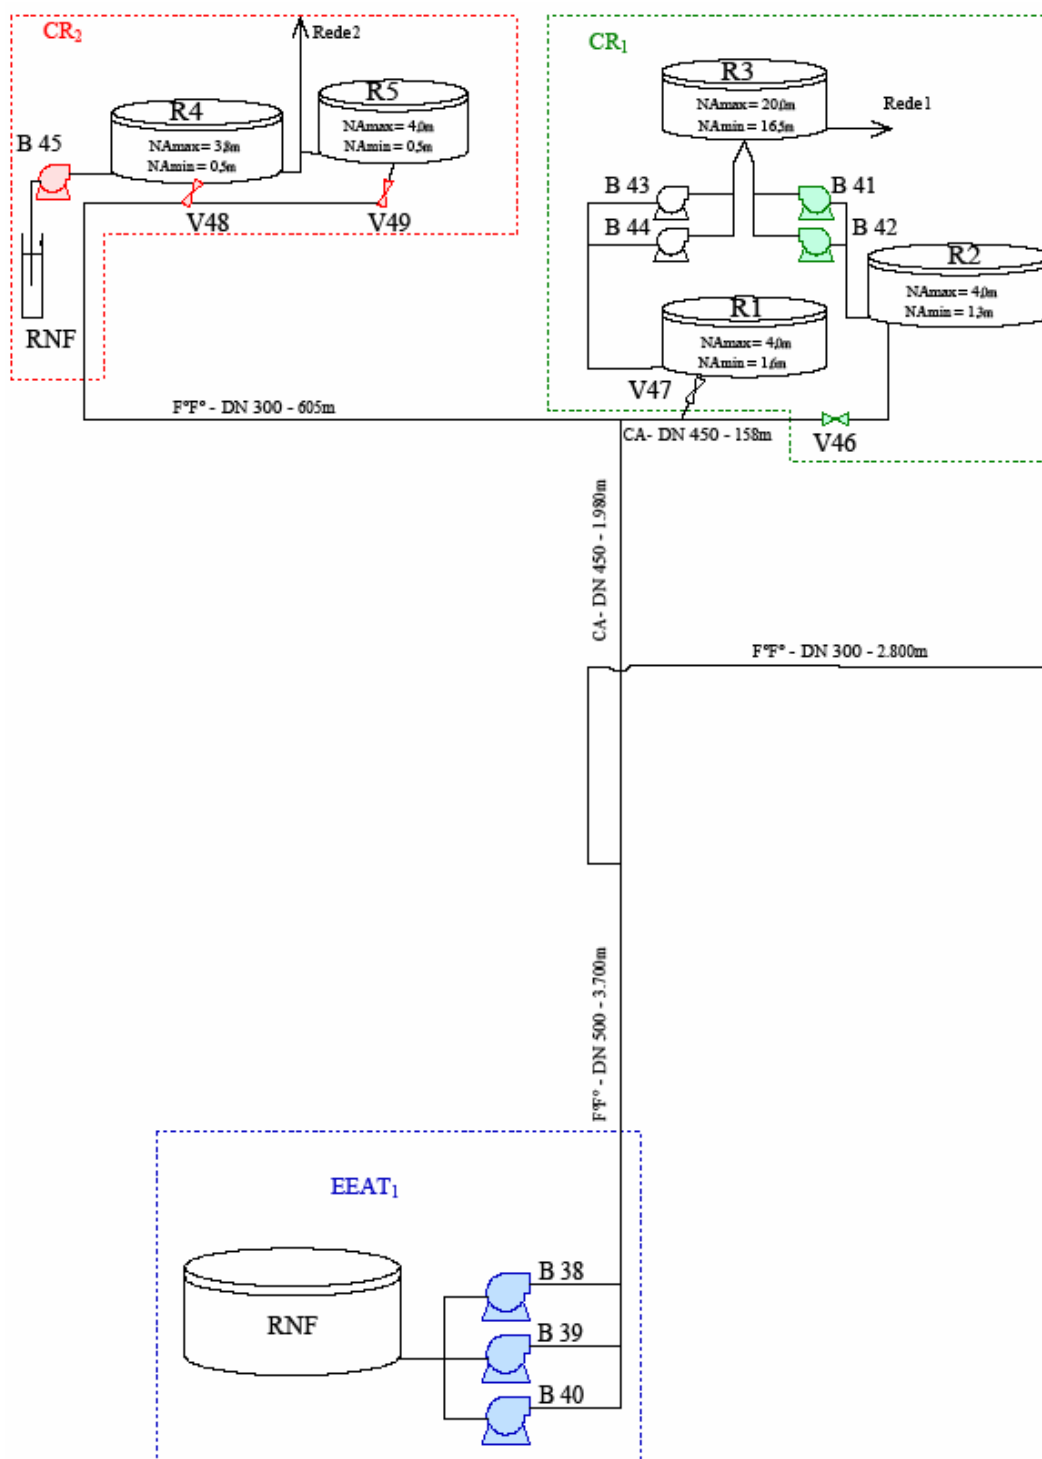 CR₂
Rede2
R4
NAmax = 3,8m
NAmin = 0,5m
R5
NAmax = 4,0m
NAmin = 0,5m
B 45
V48
V49
RNF
CR₁
R3
NAmax = 20,0m
NAmin = 16,5m
Rede1
B 43
B 41
B 44
B 42
R2
NAmax = 4,0m
NAmin = 1,3m
R1
NAmax = 4,0m
NAmin = 1,6m
V47
V46
FºFº - DN 300 - 605m
CA- DN 450 - 158m
CA- DN 450 - 1.980m
FºFº - DN 300 - 2.800m
FºFº - DN 500 - 3.700m
EEAT₁
RNF
B 38
B 39
B 40